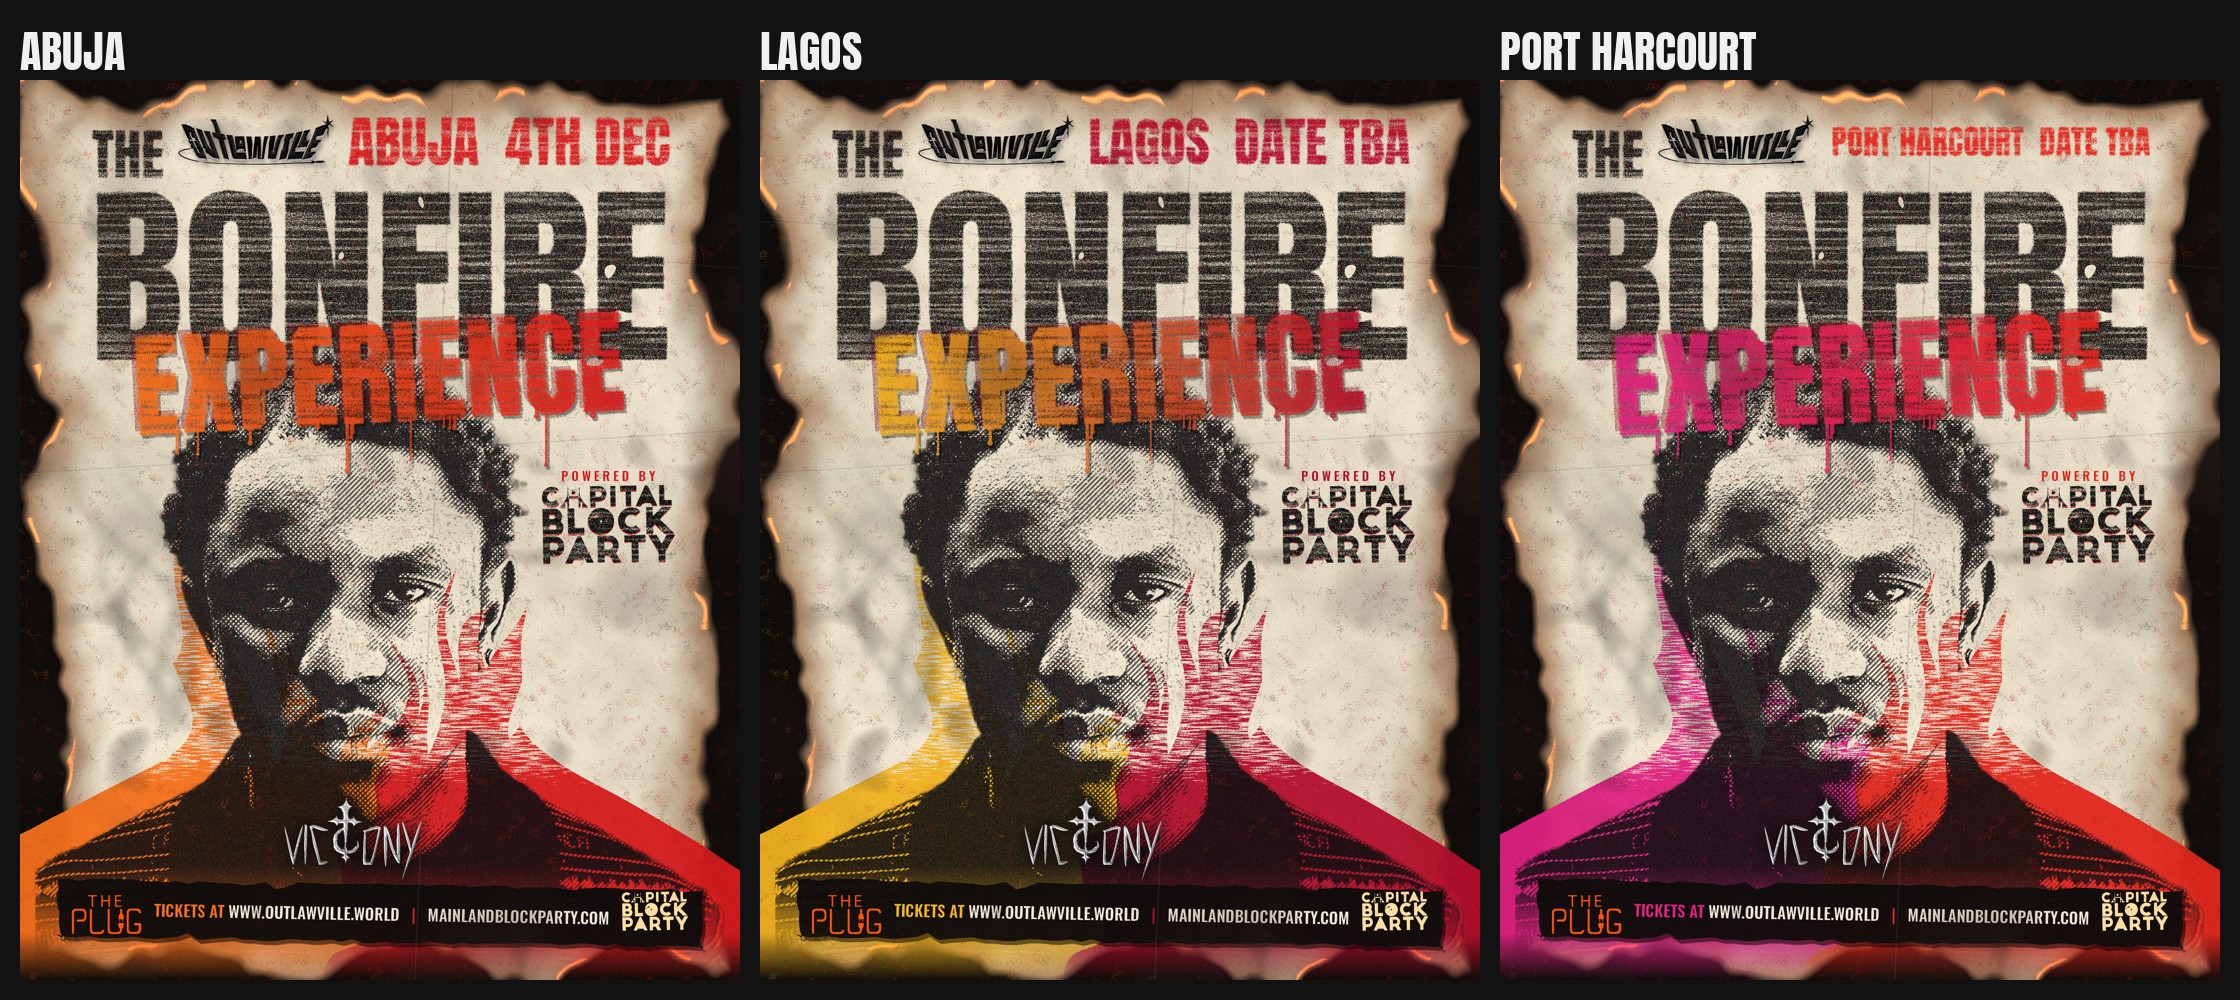 ABUJA
THE OUTLAWVILLE ABUJA 4TH DEC
BONFIRE
EXPERIENCE
POWERED BY
CAPITAL
BLOCK
PARTY
VICTONY
THE
PLUG
TICKETS AT WWW.OUTLAWVILLE.WORLD | MAINLANDBLOCKPARTY.COM
CAPITAL
BLOCK
PARTY
LAGOS
THE OUTLAWVILLE LAGOS DATE TBA
BONFIRE
EXPERIENCE
POWERED BY
CAPITAL
BLOCK
PARTY
VICTONY
THE
PLUG
TICKETS AT WWW.OUTLAWVILLE.WORLD | MAINLANDBLOCKPARTY.COM
CAPITAL
BLOCK
PARTY
PORT HARCOURT
THE OUTLAWVILLE PORT HARCOURT DATE TBA
BONFIRE
EXPERIENCE
POWERED BY
CAPITAL
BLOCK
PARTY
VICTONY
THE
PLUG
TICKETS AT WWW.OUTLAWVILLE.WORLD | MAINLANDBLOCKPARTY.COM
CAPITAL
BLOCK
PARTY